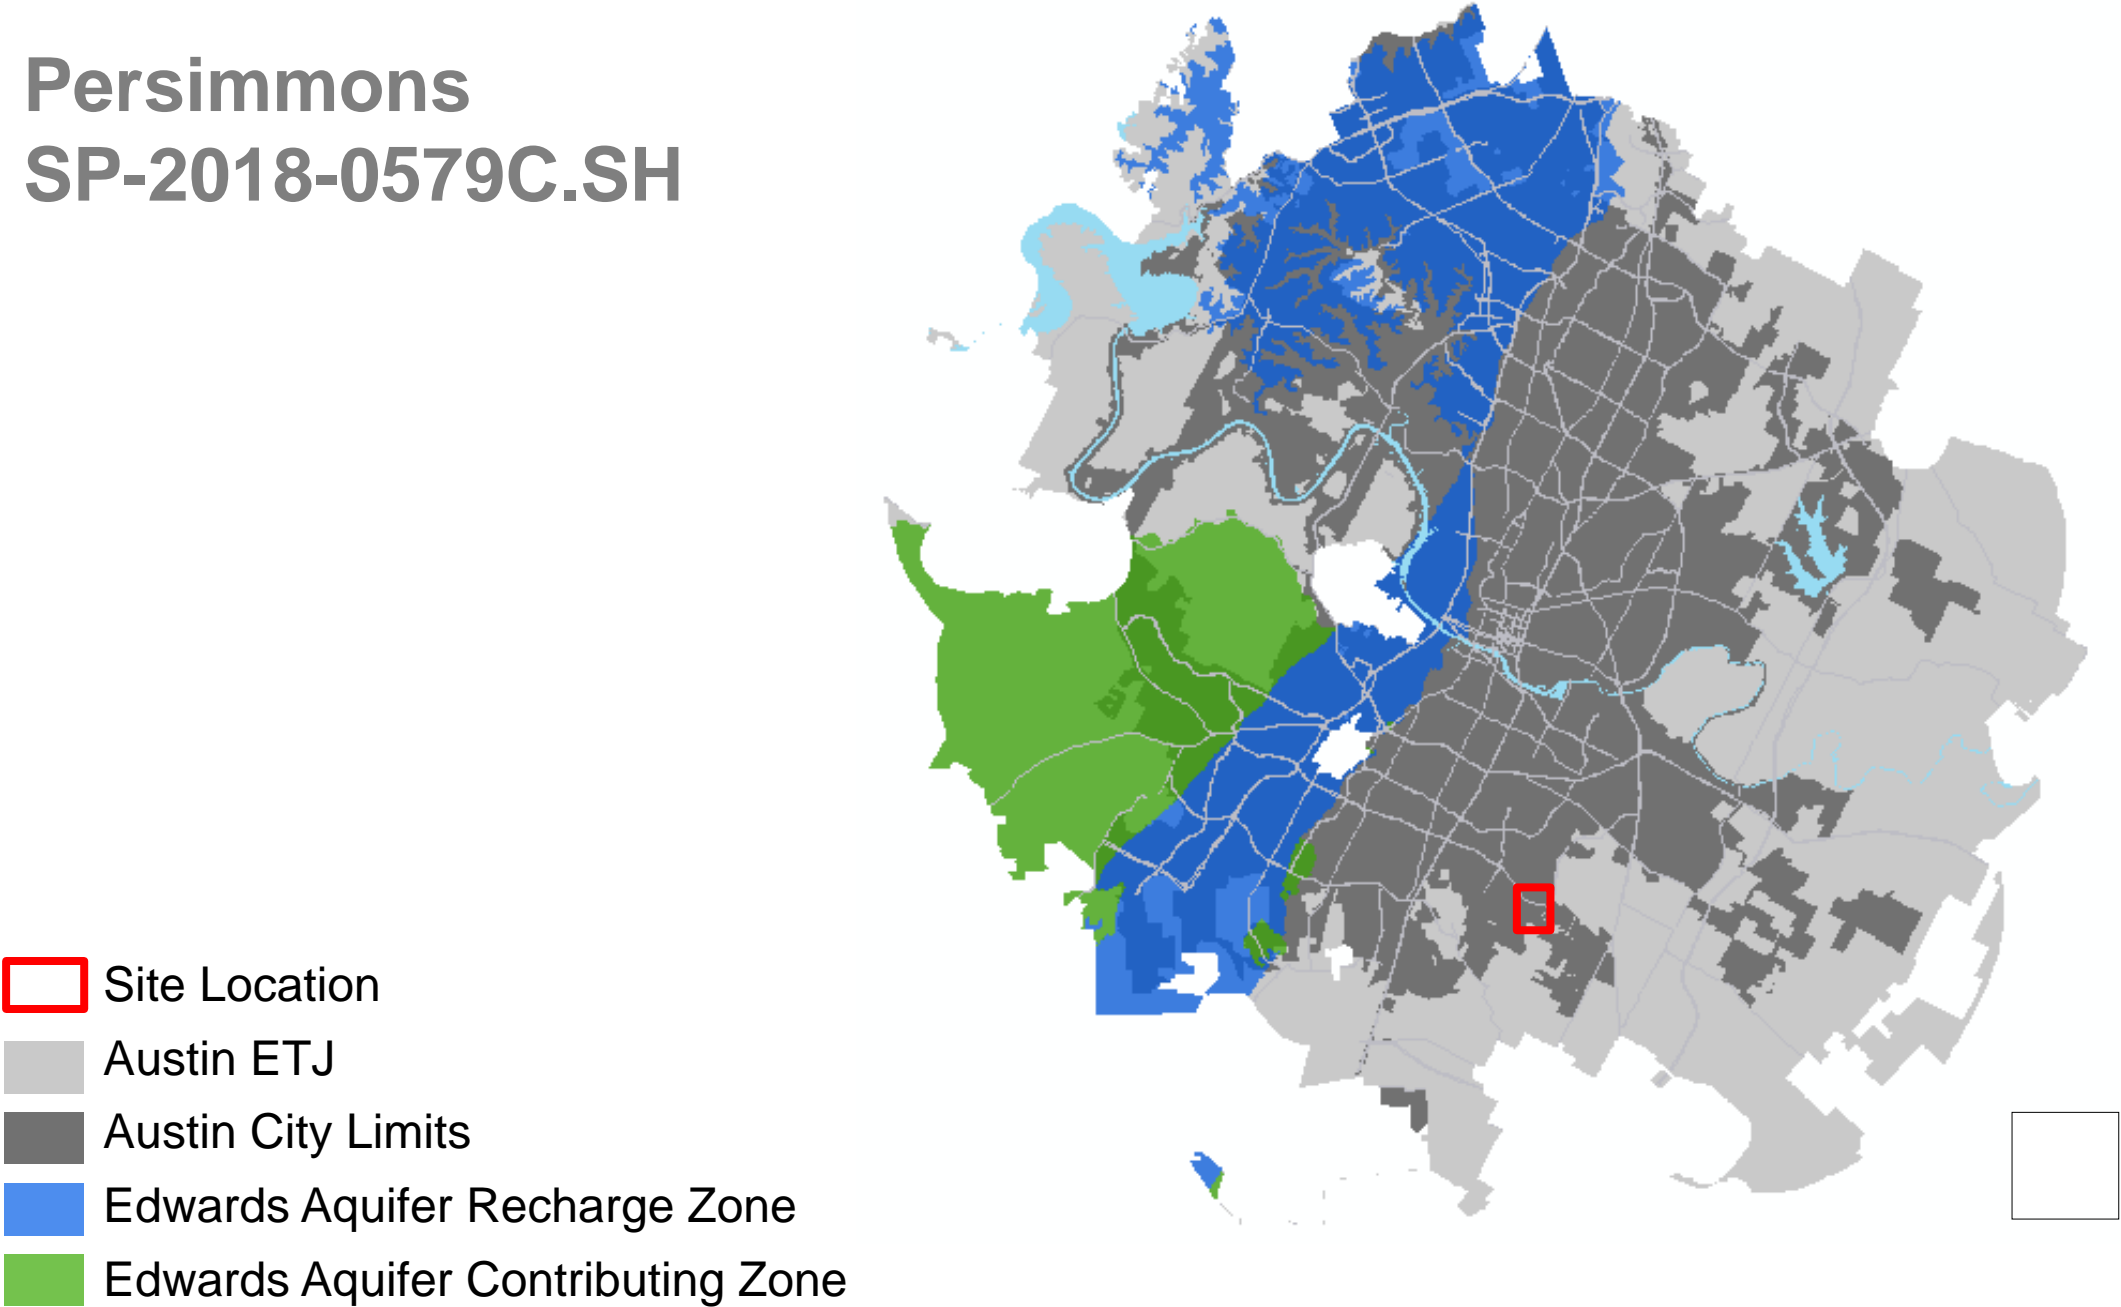 Persimmons
SP-2018-0579C.SH
Site Location
Austin ETJ
Austin City Limits
Edwards Aquifer Recharge Zone
Edwards Aquifer Contributing Zone